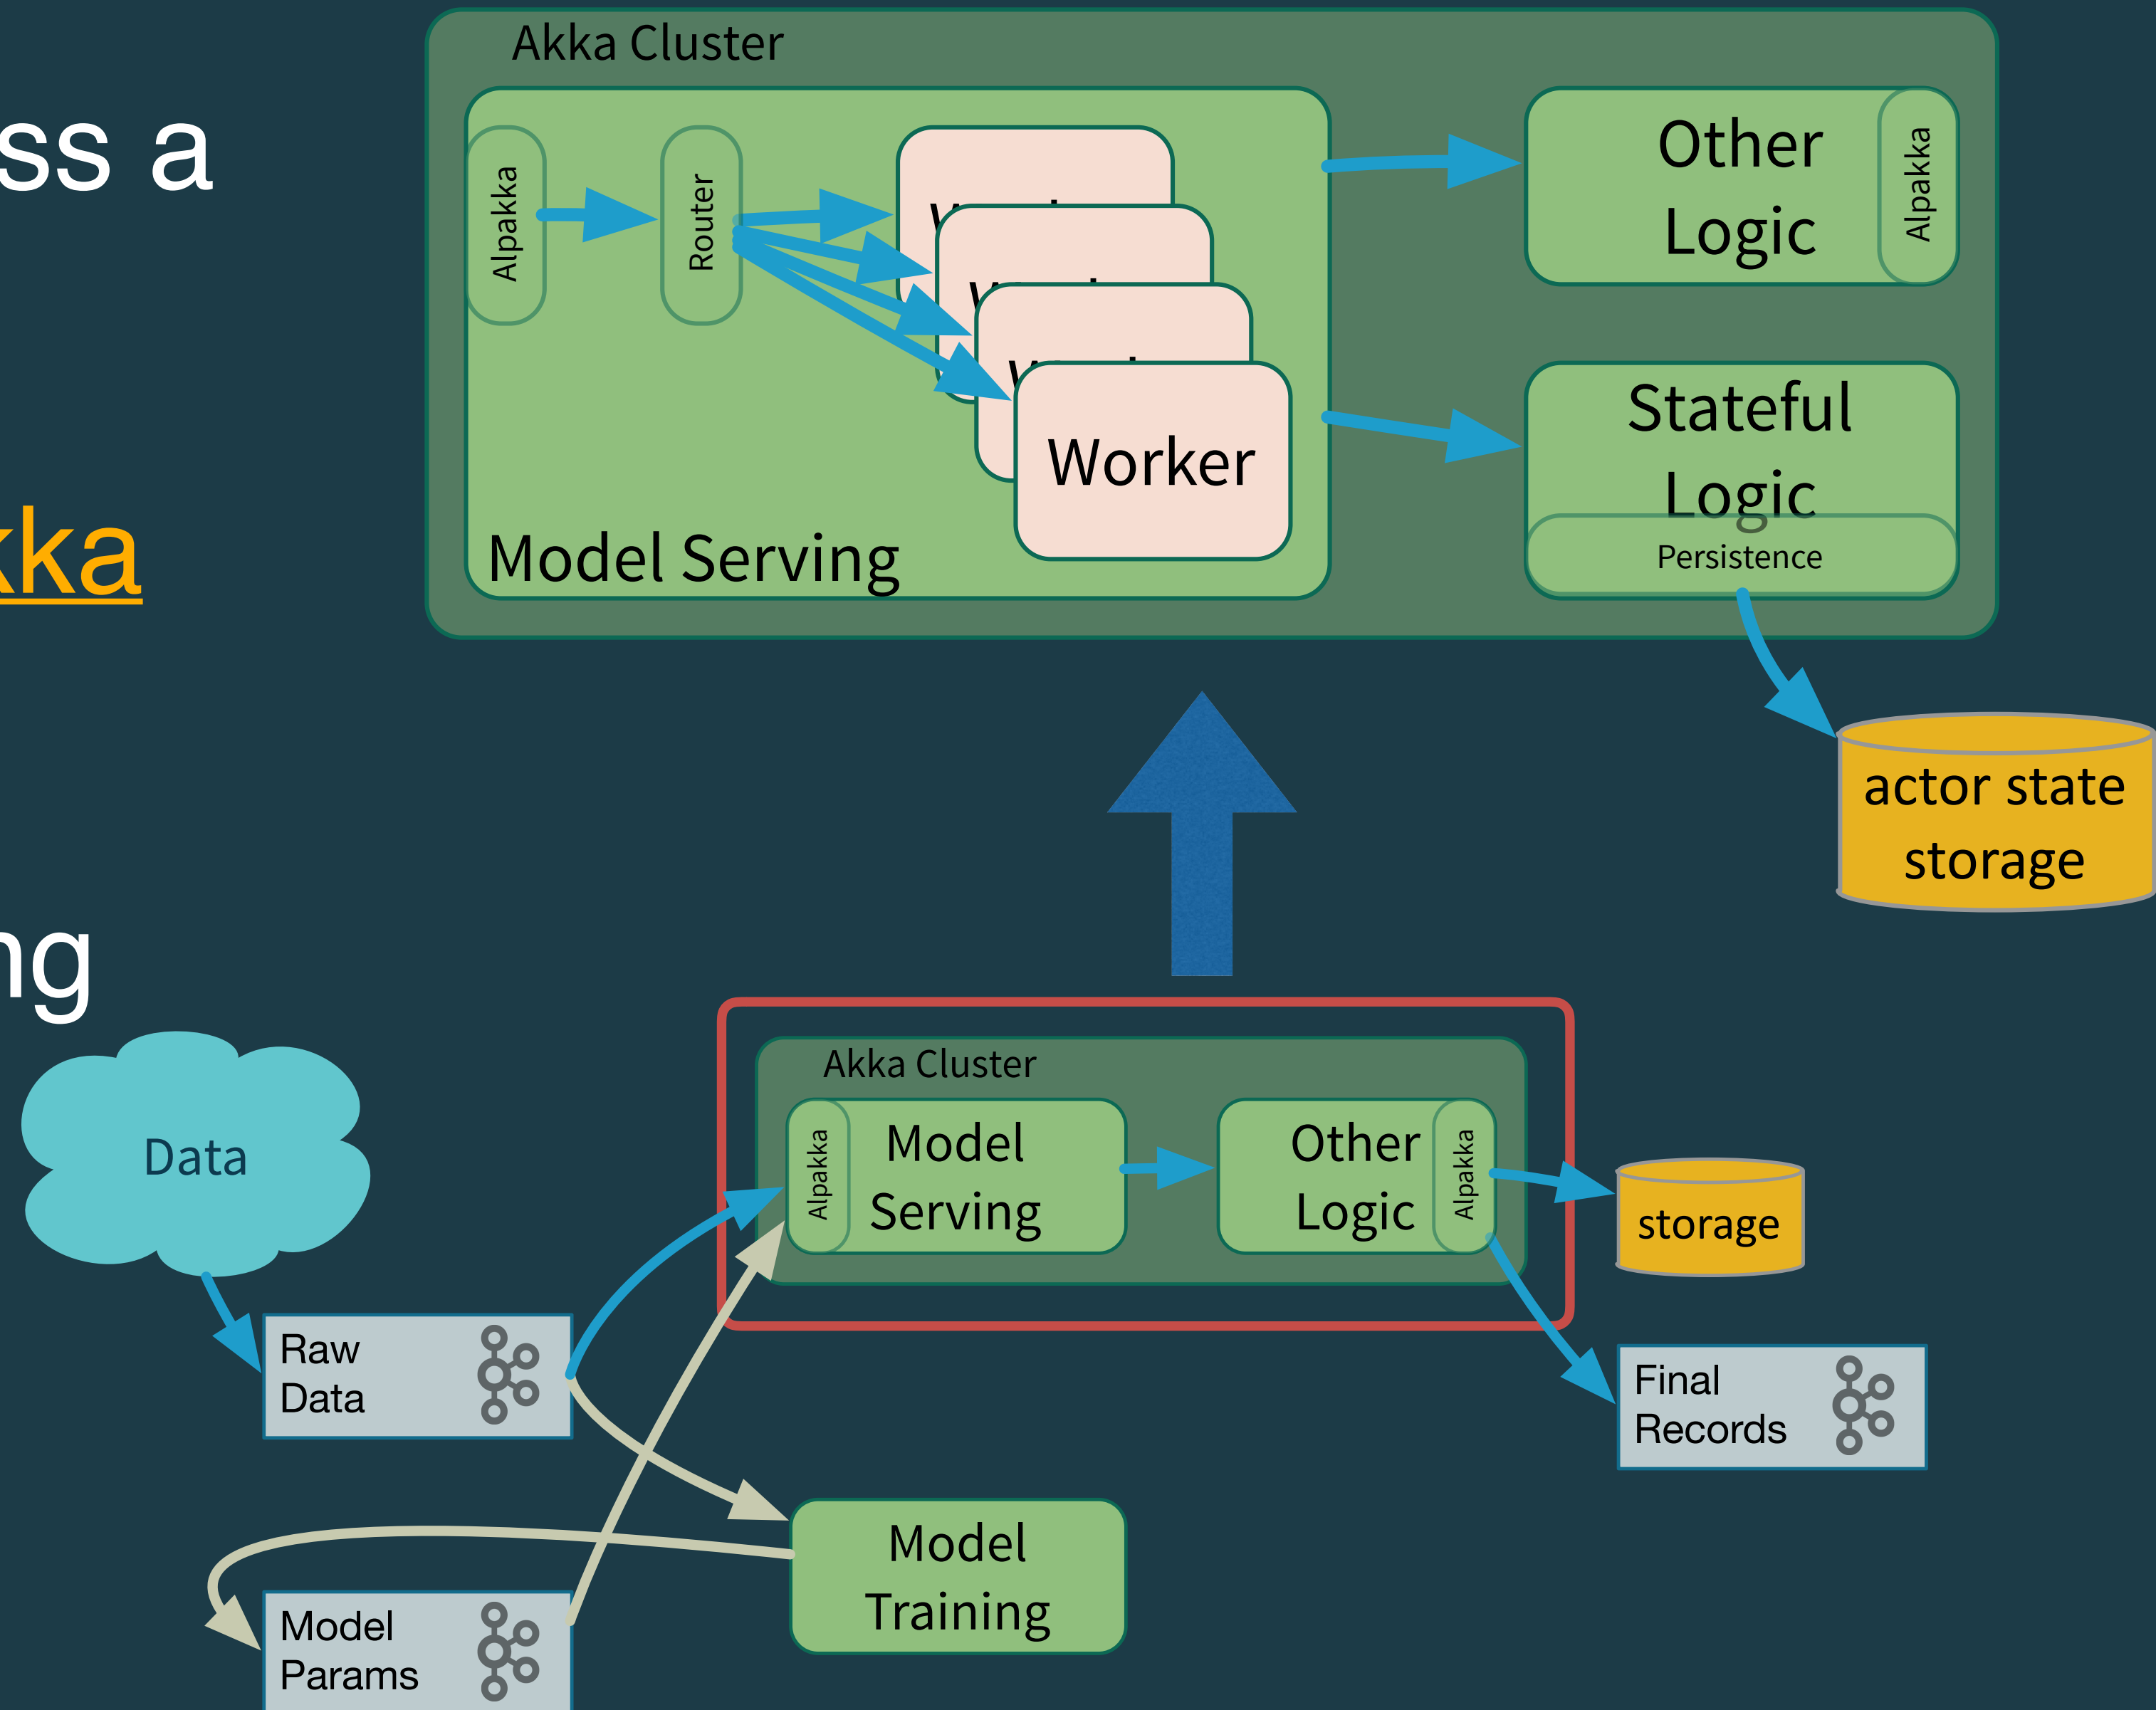 ss a
kka
ng
Akka Cluster
Alpakka
Router
Worker
Model Serving
Other
Logic
Alpakka
Stateful
Logic
Persistence
actor state
storage
Data
Akka Cluster
Alpakka
Model
Serving
Other
Logic
Alpakka
storage
Raw
Data
Final
Records
Model
Training
Model
Params